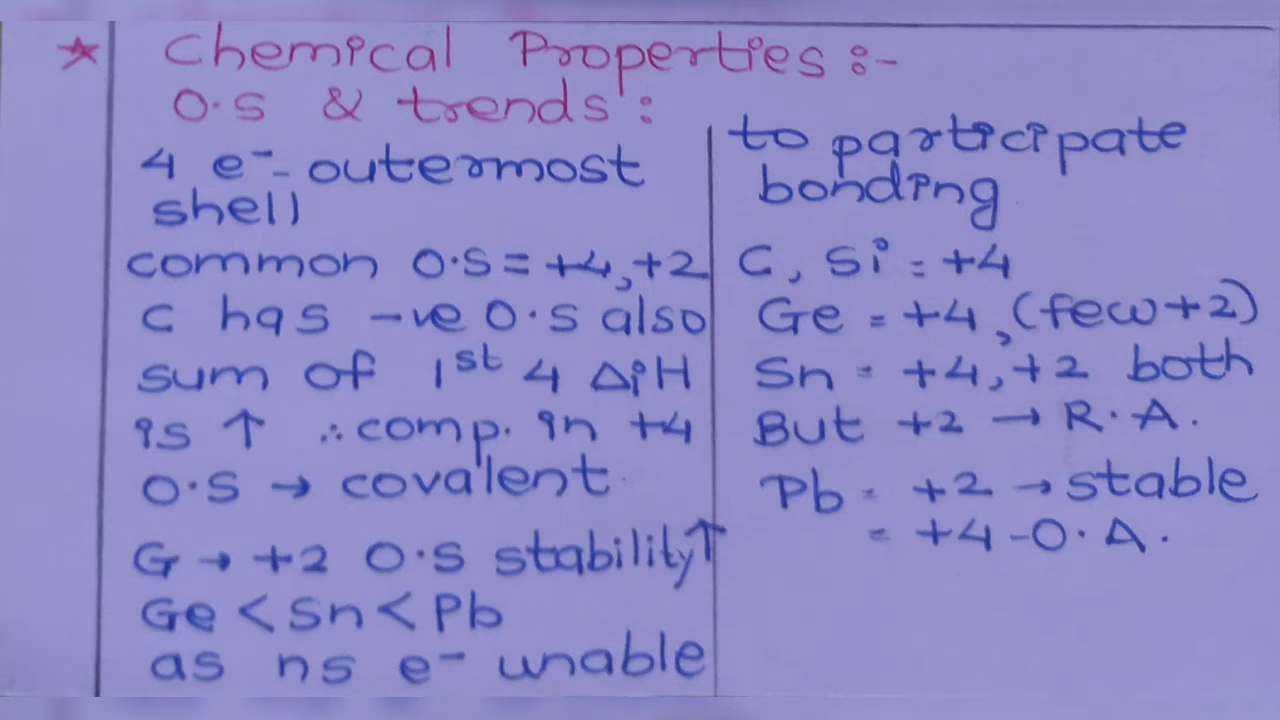 ★ Chemical Properties :-
O.S & trends :
4 e⁻ - outermost
shell
common O.S = +4, +2
C has -ve O.S also
sum of 1st 4 ΔiH
is ↑ ∴ comp. in +4
O.S → covalent
G → +2 O.S stability ↑
Ge < Sn < Pb
as ns e⁻ unable
to participate
bonding
C, Si = +4
Ge = +4, (few +2)
Sn = +4, +2 both
But +2 → R.A.
Pb = +2 → stable
= +4 - O.A.